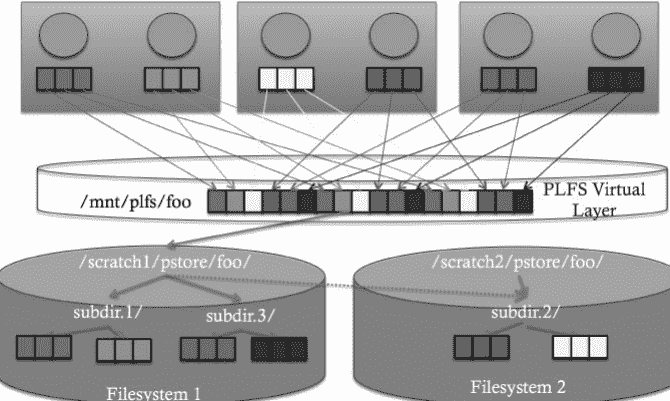 /mnt/plfs/foo
PLFS Virtual
Layer
/scratch1/pstore/foo/
/scratch2/pstore/foo/
subdir.1/
subdir.3/
subdir.2/
Filesystem 1
Filesystem 2